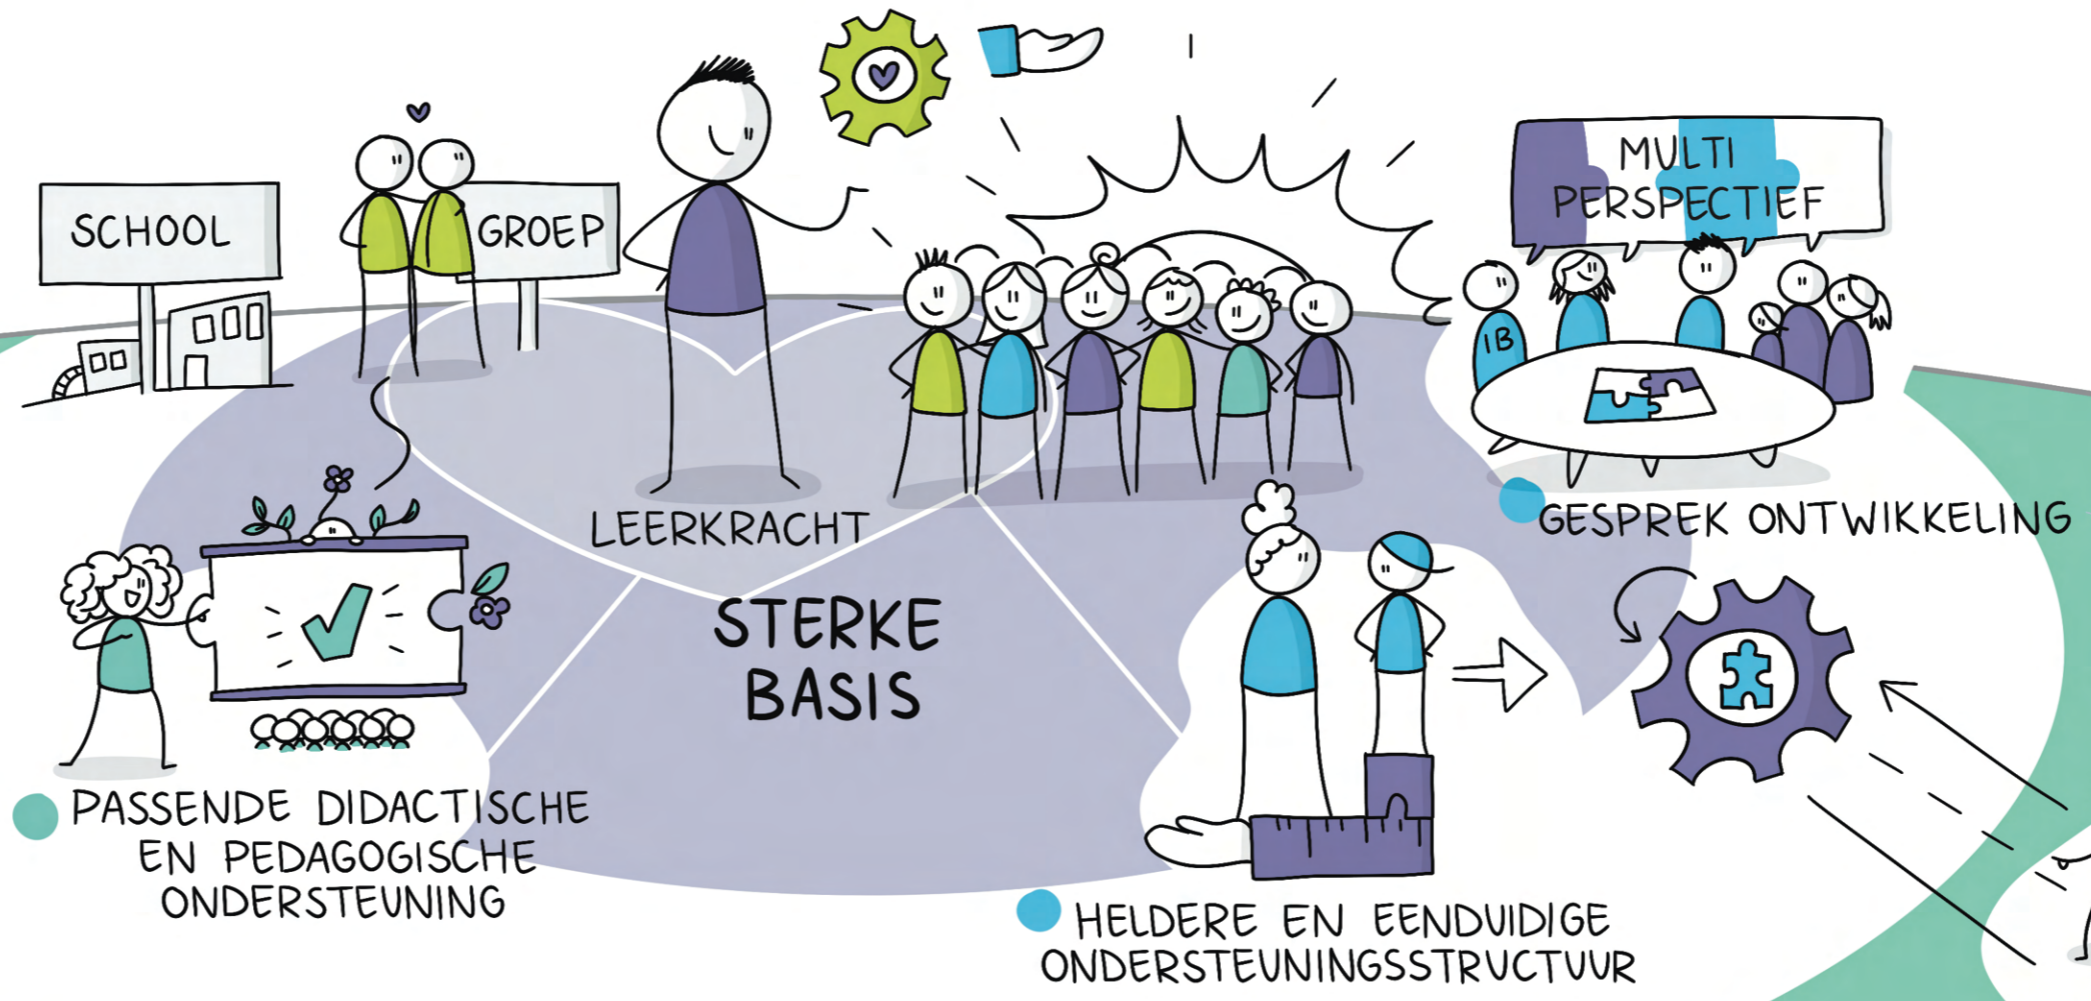 SCHOOL
GROEP
MULTI
PERSPECTIEF
IB
GESPREK ONTWIKKELING
LEERKRACHT
STERKE
BASIS
PASSENDE DIDACTISCHE
EN PEDAGOGISCHE
ONDERSTEUNING
HELDERE EN EENDUIDIGE
ONDERSTEUNINGSSTRUCTUUR